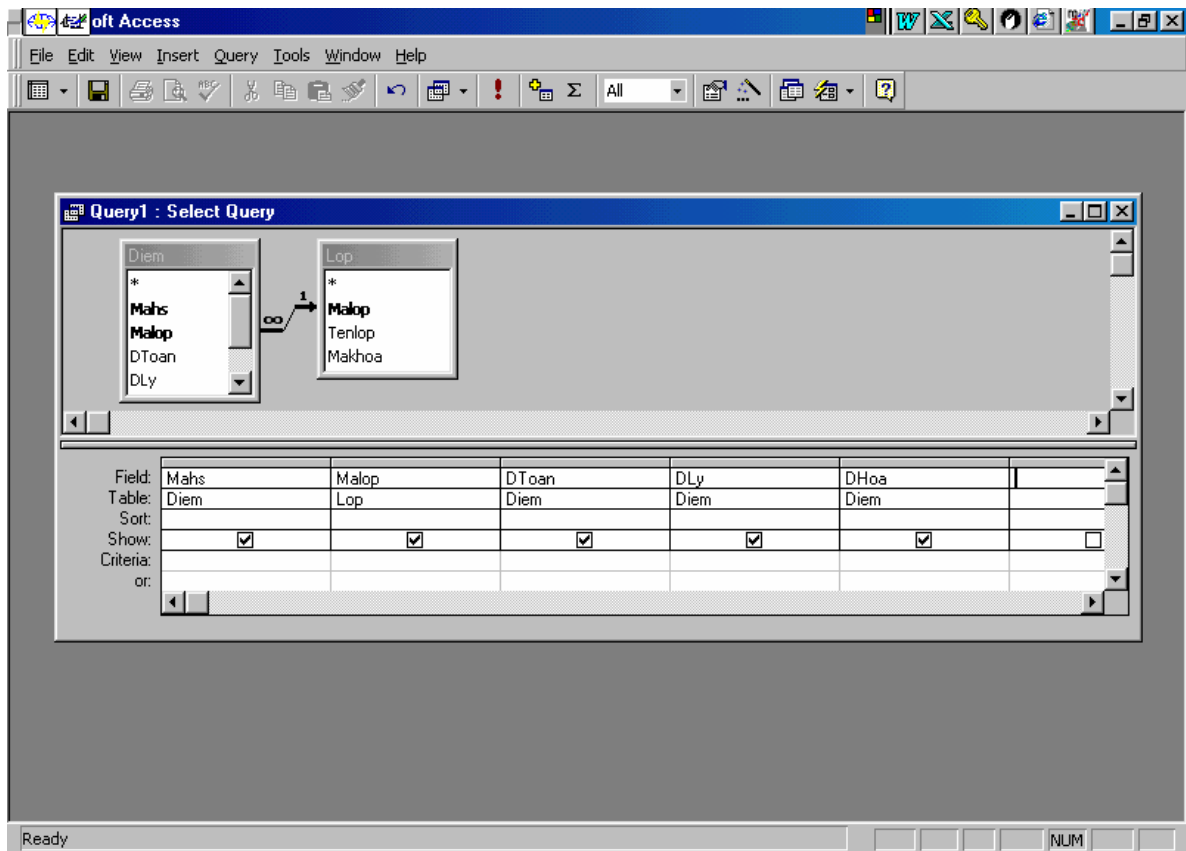 oft Access
File Edit View Insert Query Tools Window Help
All
Query1 : Select Query
Diem
*
Mahs
Malop
DToan
DLy
∞ 1
Lop
*
Malop
Tenlop
Makhoa
Field: Mahs Malop DToan DLy DHoa
Table: Diem Lop Diem Diem Diem
Sort:
Show:
Criteria:
or:
Ready NUM